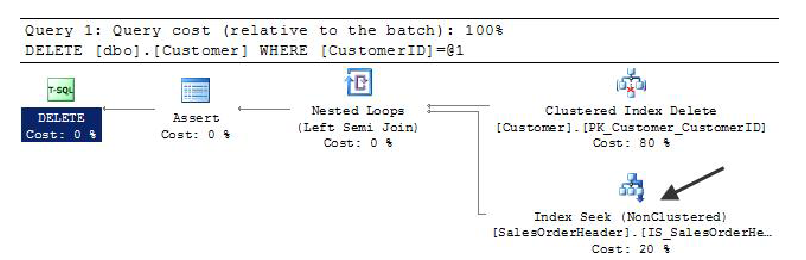 Query 1: Query cost (relative to the batch): 100%
DELETE [dbo].[Customer] WHERE [CustomerID]=@1
T-SQL
DELETE
Cost: 0 %
Assert
Cost: 0 %
Nested Loops
(Left Semi Join)
Cost: 0 %
Clustered Index Delete
[Customer].[PK_Customer_CustomerID]
Cost: 80 %
Index Seek (NonClustered)
[SalesOrderHeader].[IS_SalesOrderHe…
Cost: 20 %